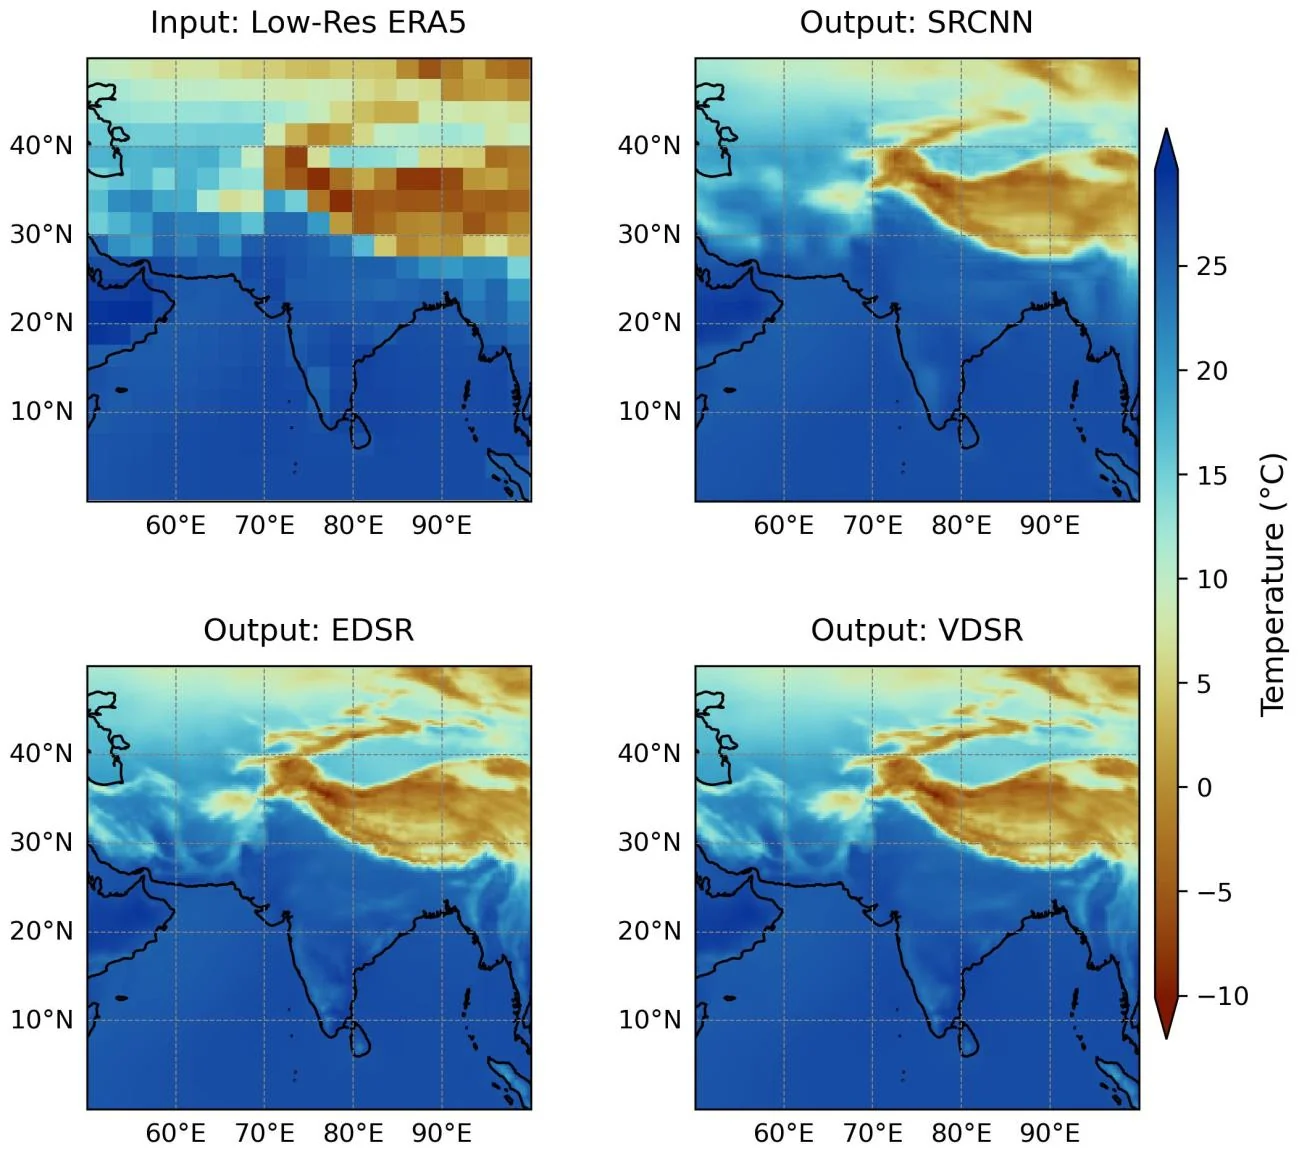 Input: Low-Res ERA5
Output: SRCNN
40°N
30°N
20°N
10°N
60°E 70°E 80°E 90°E
40°N
30°N
20°N
10°N
60°E 70°E 80°E 90°E
Output: EDSR
Output: VDSR
40°N
30°N
20°N
10°N
60°E 70°E 80°E 90°E
40°N
30°N
20°N
10°N
60°E 70°E 80°E 90°E
25
20
15
10
5
0
−5
−10
Temperature (°C)